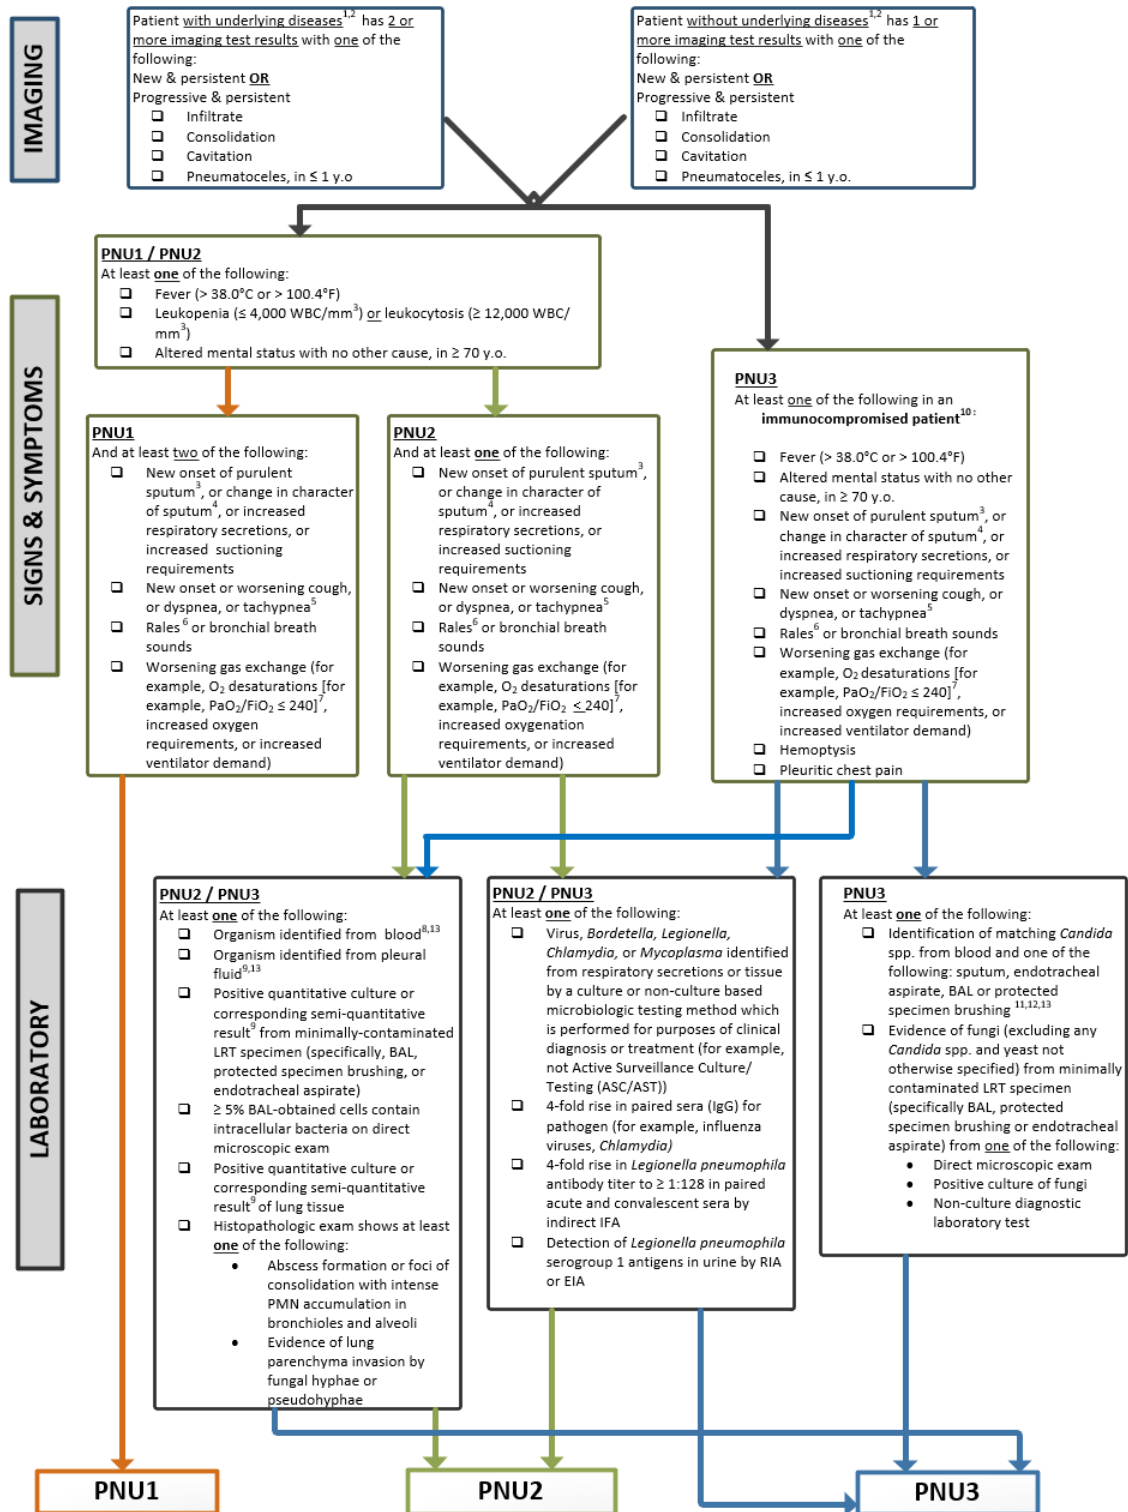 IMAGING
Patient with underlying diseases1,2 has 2 or
more imaging test results with one of the
following:
New & persistent OR
Progressive & persistent
❑ Infiltrate
❑ Consolidation
❑ Cavitation
❑ Pneumatoceles, in ≤ 1 y.o
Patient without underlying diseases1,2 has 1 or
more imaging test results with one of the
following:
New & persistent OR
Progressive & persistent
❑ Infiltrate
❑ Consolidation
❑ Cavitation
❑ Pneumatoceles, in ≤ 1 y.o.
SIGNS & SYMPTOMS
PNU1 / PNU2
At least one of the following:
❑ Fever (> 38.0°C or > 100.4°F)
❑ Leukopenia (≤ 4,000 WBC/mm3) or leukocytosis (≥ 12,000 WBC/
mm3)
❑ Altered mental status with no other cause, in ≥ 70 y.o.
PNU1
And at least two of the following:
❑ New onset of purulent
sputum3, or change in character
of sputum4, or increased
respiratory secretions, or
increased suctioning
requirements
❑ New onset or worsening cough,
or dyspnea, or tachypnea5
❑ Rales6 or bronchial breath
sounds
❑ Worsening gas exchange (for
example, O2 desaturations [for
example, PaO2/FiO2 ≤ 240]7,
increased oxygen
requirements, or increased
ventilator demand)
PNU2
And at least one of the following:
❑ New onset of purulent sputum3,
or change in character of
sputum4, or increased
respiratory secretions, or
increased suctioning
requirements
❑ New onset or worsening cough,
or dyspnea, or tachypnea5
❑ Rales6 or bronchial breath
sounds
❑ Worsening gas exchange (for
example, O2 desaturations [for
example, PaO2/FiO2 ≤ 240]7,
increased oxygenation
requirements, or increased
ventilator demand)
PNU3
At least one of the following in an
immunocompromised patient10 :
❑ Fever (> 38.0°C or > 100.4°F)
❑ Altered mental status with no other
cause, in ≥ 70 y.o.
❑ New onset of purulent sputum3, or
change in character of sputum4, or
increased respiratory secretions, or
increased suctioning requirements
❑ New onset or worsening cough, or
dyspnea, or tachypnea5
❑ Rales6 or bronchial breath sounds
❑ Worsening gas exchange (for
example, O2 desaturations [for
example, PaO2/FiO2 ≤ 240]7,
increased oxygen requirements, or
increased ventilator demand)
❑ Hemoptysis
❑ Pleuritic chest pain
LABORATORY
PNU2 / PNU3
At least one of the following:
❑ Organism identified from blood8,13
❑ Organism identified from pleural
fluid9,13
❑ Positive quantitative culture or
corresponding semi-quantitative
result9 from minimally-contaminated
LRT specimen (specifically, BAL,
protected specimen brushing, or
endotracheal aspirate)
❑ ≥ 5% BAL-obtained cells contain
intracellular bacteria on direct
microscopic exam
❑ Positive quantitative culture or
corresponding semi-quantitative
result9 of lung tissue
❑ Histopathologic exam shows at least
one of the following:
• Abscess formation or foci of
consolidation with intense
PMN accumulation in
bronchioles and alveoli
• Evidence of lung
parenchyma invasion by
fungal hyphae or
pseudohyphae
PNU2 / PNU3
At least one of the following:
❑ Virus, Bordetella, Legionella,
Chlamydia, or Mycoplasma identified
from respiratory secretions or tissue
by a culture or non-culture based
microbiologic testing method which
is performed for purposes of clinical
diagnosis or treatment (for example,
not Active Surveillance Culture/
Testing (ASC/AST))
❑ 4-fold rise in paired sera (IgG) for
pathogen (for example, influenza
viruses, Chlamydia)
❑ 4-fold rise in Legionella pneumophila
antibody titer to ≥ 1:128 in paired
acute and convalescent sera by
indirect IFA
❑ Detection of Legionella pneumophila
serogroup 1 antigens in urine by RIA
or EIA
PNU3
At least one of the following:
❑ Identification of matching Candida
spp. from blood and one of the
following: sputum, endotracheal
aspirate, BAL or protected
specimen brushing 11,12,13
❑ Evidence of fungi (excluding any
Candida spp. and yeast not
otherwise specified) from minimally
contaminated LRT specimen
(specifically BAL, protected
specimen brushing or endotracheal
aspirate) from one of the following:
• Direct microscopic exam
• Positive culture of fungi
• Non-culture diagnostic
laboratory test
PNU1
PNU2
PNU3